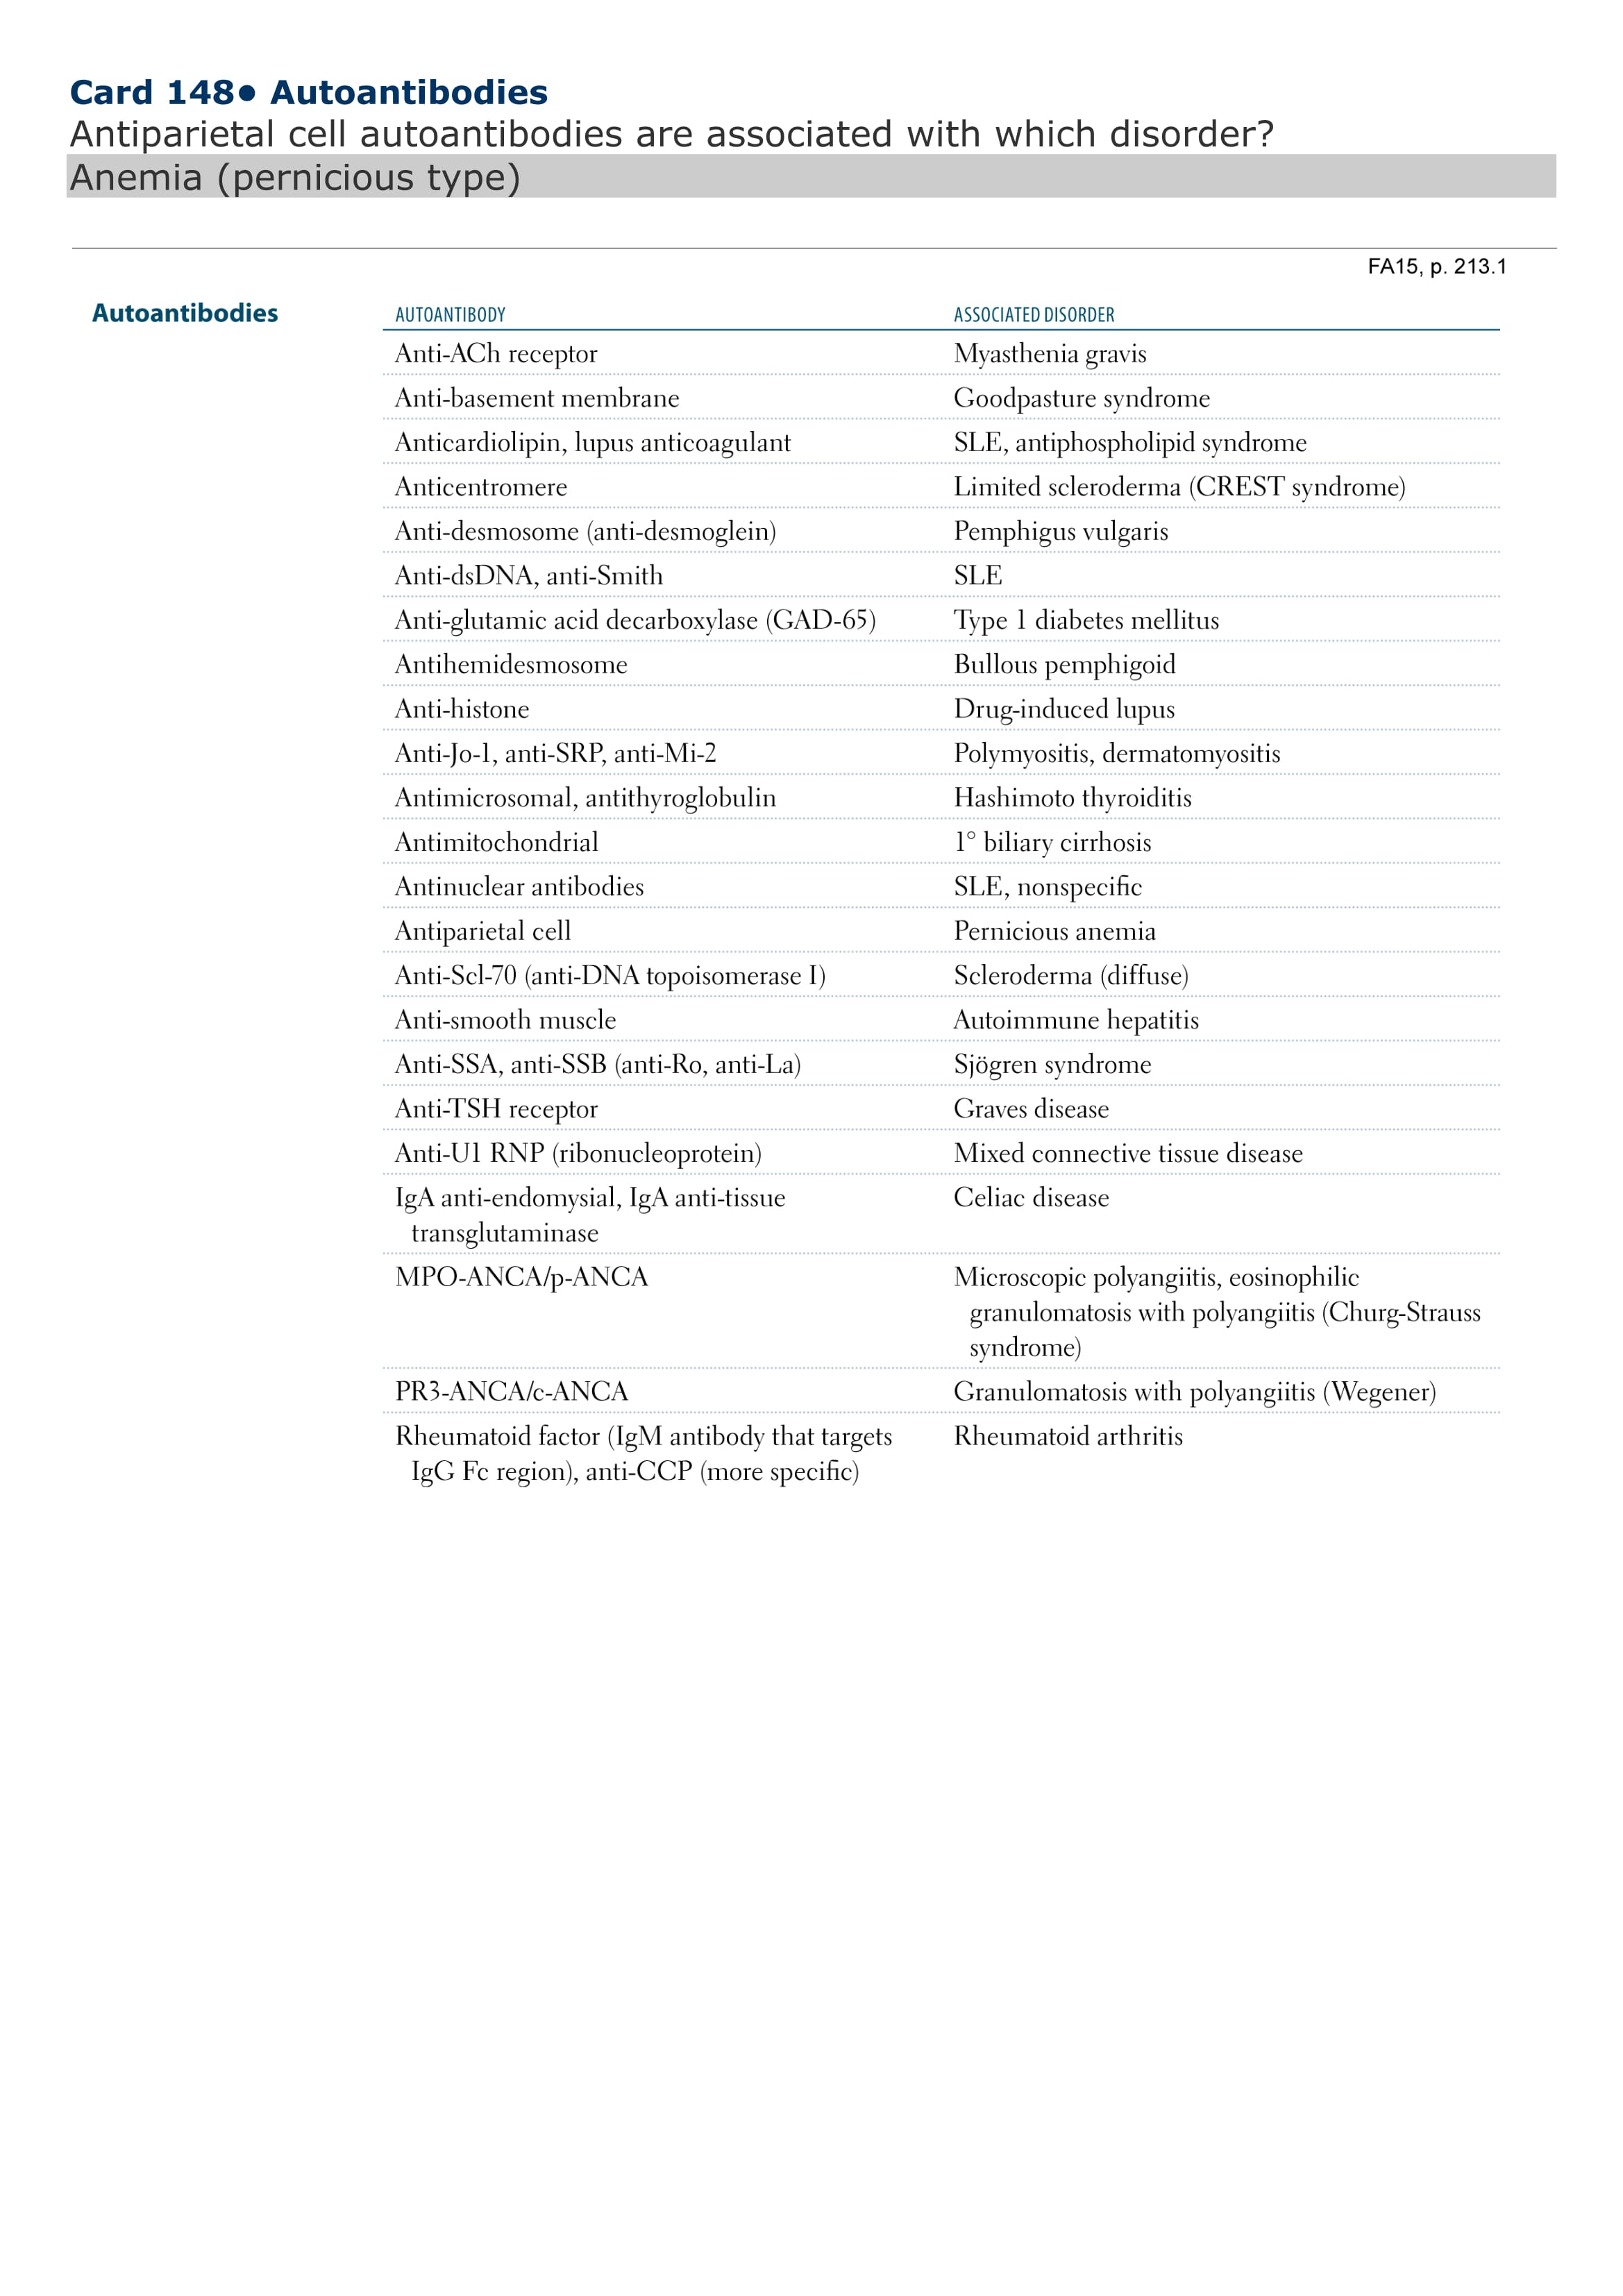 Card 148• Autoantibodies
Antiparietal cell autoantibodies are associated with which disorder?
Anemia (pernicious type)
FA15, p. 213.1
Autoantibodies
AUTOANTIBODY ASSOCIATED DISORDER
Anti-ACh receptor Myasthenia gravis
Anti-basement membrane Goodpasture syndrome
Anticardiolipin, lupus anticoagulant SLE, antiphospholipid syndrome
Anticentromere Limited scleroderma (CREST syndrome)
Anti-desmosome (anti-desmoglein) Pemphigus vulgaris
Anti-dsDNA, anti-Smith SLE
Anti-glutamic acid decarboxylase (GAD-65) Type 1 diabetes mellitus
Antihemidesmosome Bullous pemphigoid
Anti-histone Drug-induced lupus
Anti-Jo-1, anti-SRP, anti-Mi-2 Polymyositis, dermatomyositis
Antimicrosomal, antithyroglobulin Hashimoto thyroiditis
Antimitochondrial 1° biliary cirrhosis
Antinuclear antibodies SLE, nonspecific
Antiparietal cell Pernicious anemia
Anti-Scl-70 (anti-DNA topoisomerase I) Scleroderma (diffuse)
Anti-smooth muscle Autoimmune hepatitis
Anti-SSA, anti-SSB (anti-Ro, anti-La) Sjögren syndrome
Anti-TSH receptor Graves disease
Anti-U1 RNP (ribonucleoprotein) Mixed connective tissue disease
IgA anti-endomysial, IgA anti-tissue Celiac disease
transglutaminase
MPO-ANCA/p-ANCA Microscopic polyangiitis, eosinophilic
granulomatosis with polyangiitis (Churg-Strauss
syndrome)
PR3-ANCA/c-ANCA Granulomatosis with polyangiitis (Wegener)
Rheumatoid factor (IgM antibody that targets Rheumatoid arthritis
IgG Fc region), anti-CCP (more specific)